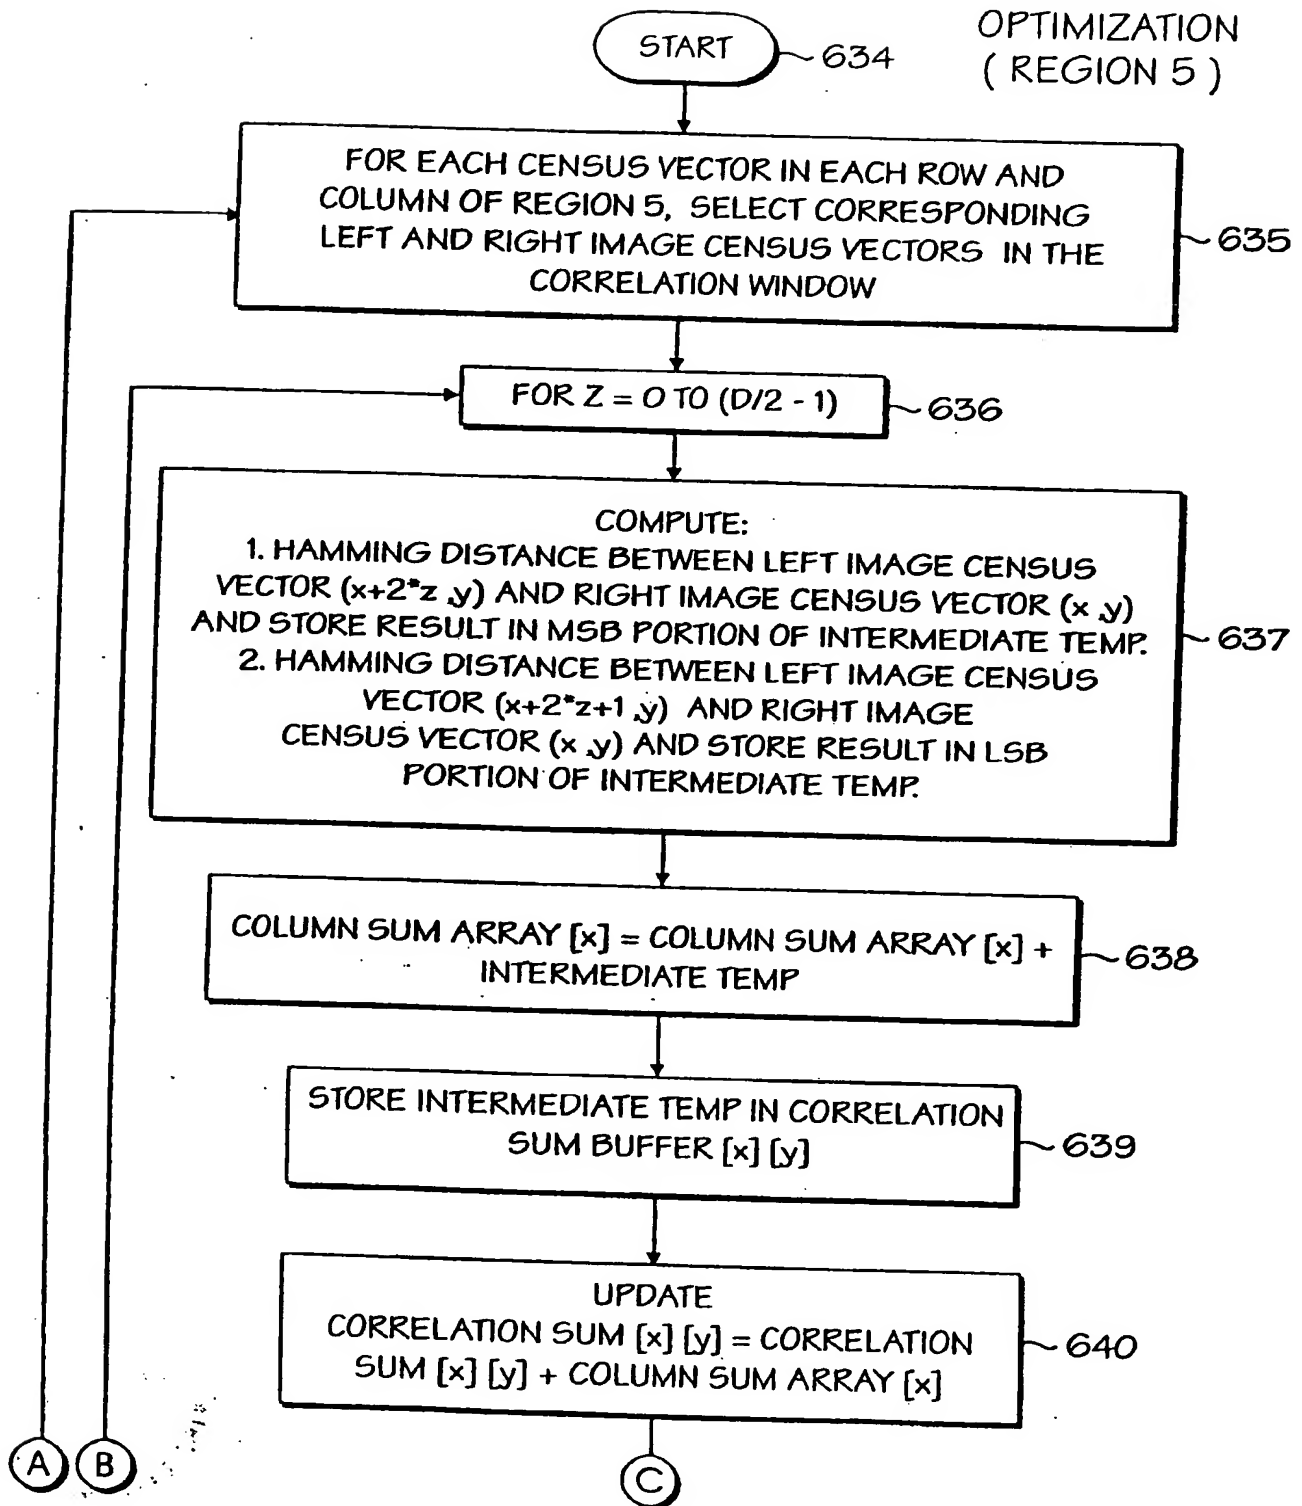 OPTIMIZATION
( REGION 5 )
START
634
FOR EACH CENSUS VECTOR IN EACH ROW AND
COLUMN OF REGION 5, SELECT CORRESPONDING
LEFT AND RIGHT IMAGE CENSUS VECTORS IN THE
CORRELATION WINDOW
635
FOR Z = 0 TO (D/2 - 1)
636
COMPUTE:
1. HAMMING DISTANCE BETWEEN LEFT IMAGE CENSUS
VECTOR (x+2*z ,y) AND RIGHT IMAGE CENSUS VECTOR (x ,y)
AND STORE RESULT IN MSB PORTION OF INTERMEDIATE TEMP.
2. HAMMING DISTANCE BETWEEN LEFT IMAGE CENSUS
VECTOR (x+2*z+1 ,y) AND RIGHT IMAGE
CENSUS VECTOR (x ,y) AND STORE RESULT IN LSB
PORTION OF INTERMEDIATE TEMP.
637
COLUMN SUM ARRAY [x] = COLUMN SUM ARRAY [x] +
INTERMEDIATE TEMP
638
STORE INTERMEDIATE TEMP IN CORRELATION
SUM BUFFER [x] [y]
639
UPDATE
CORRELATION SUM [x] [y] = CORRELATION
SUM [x] [y] + COLUMN SUM ARRAY [x]
640
A
B
C